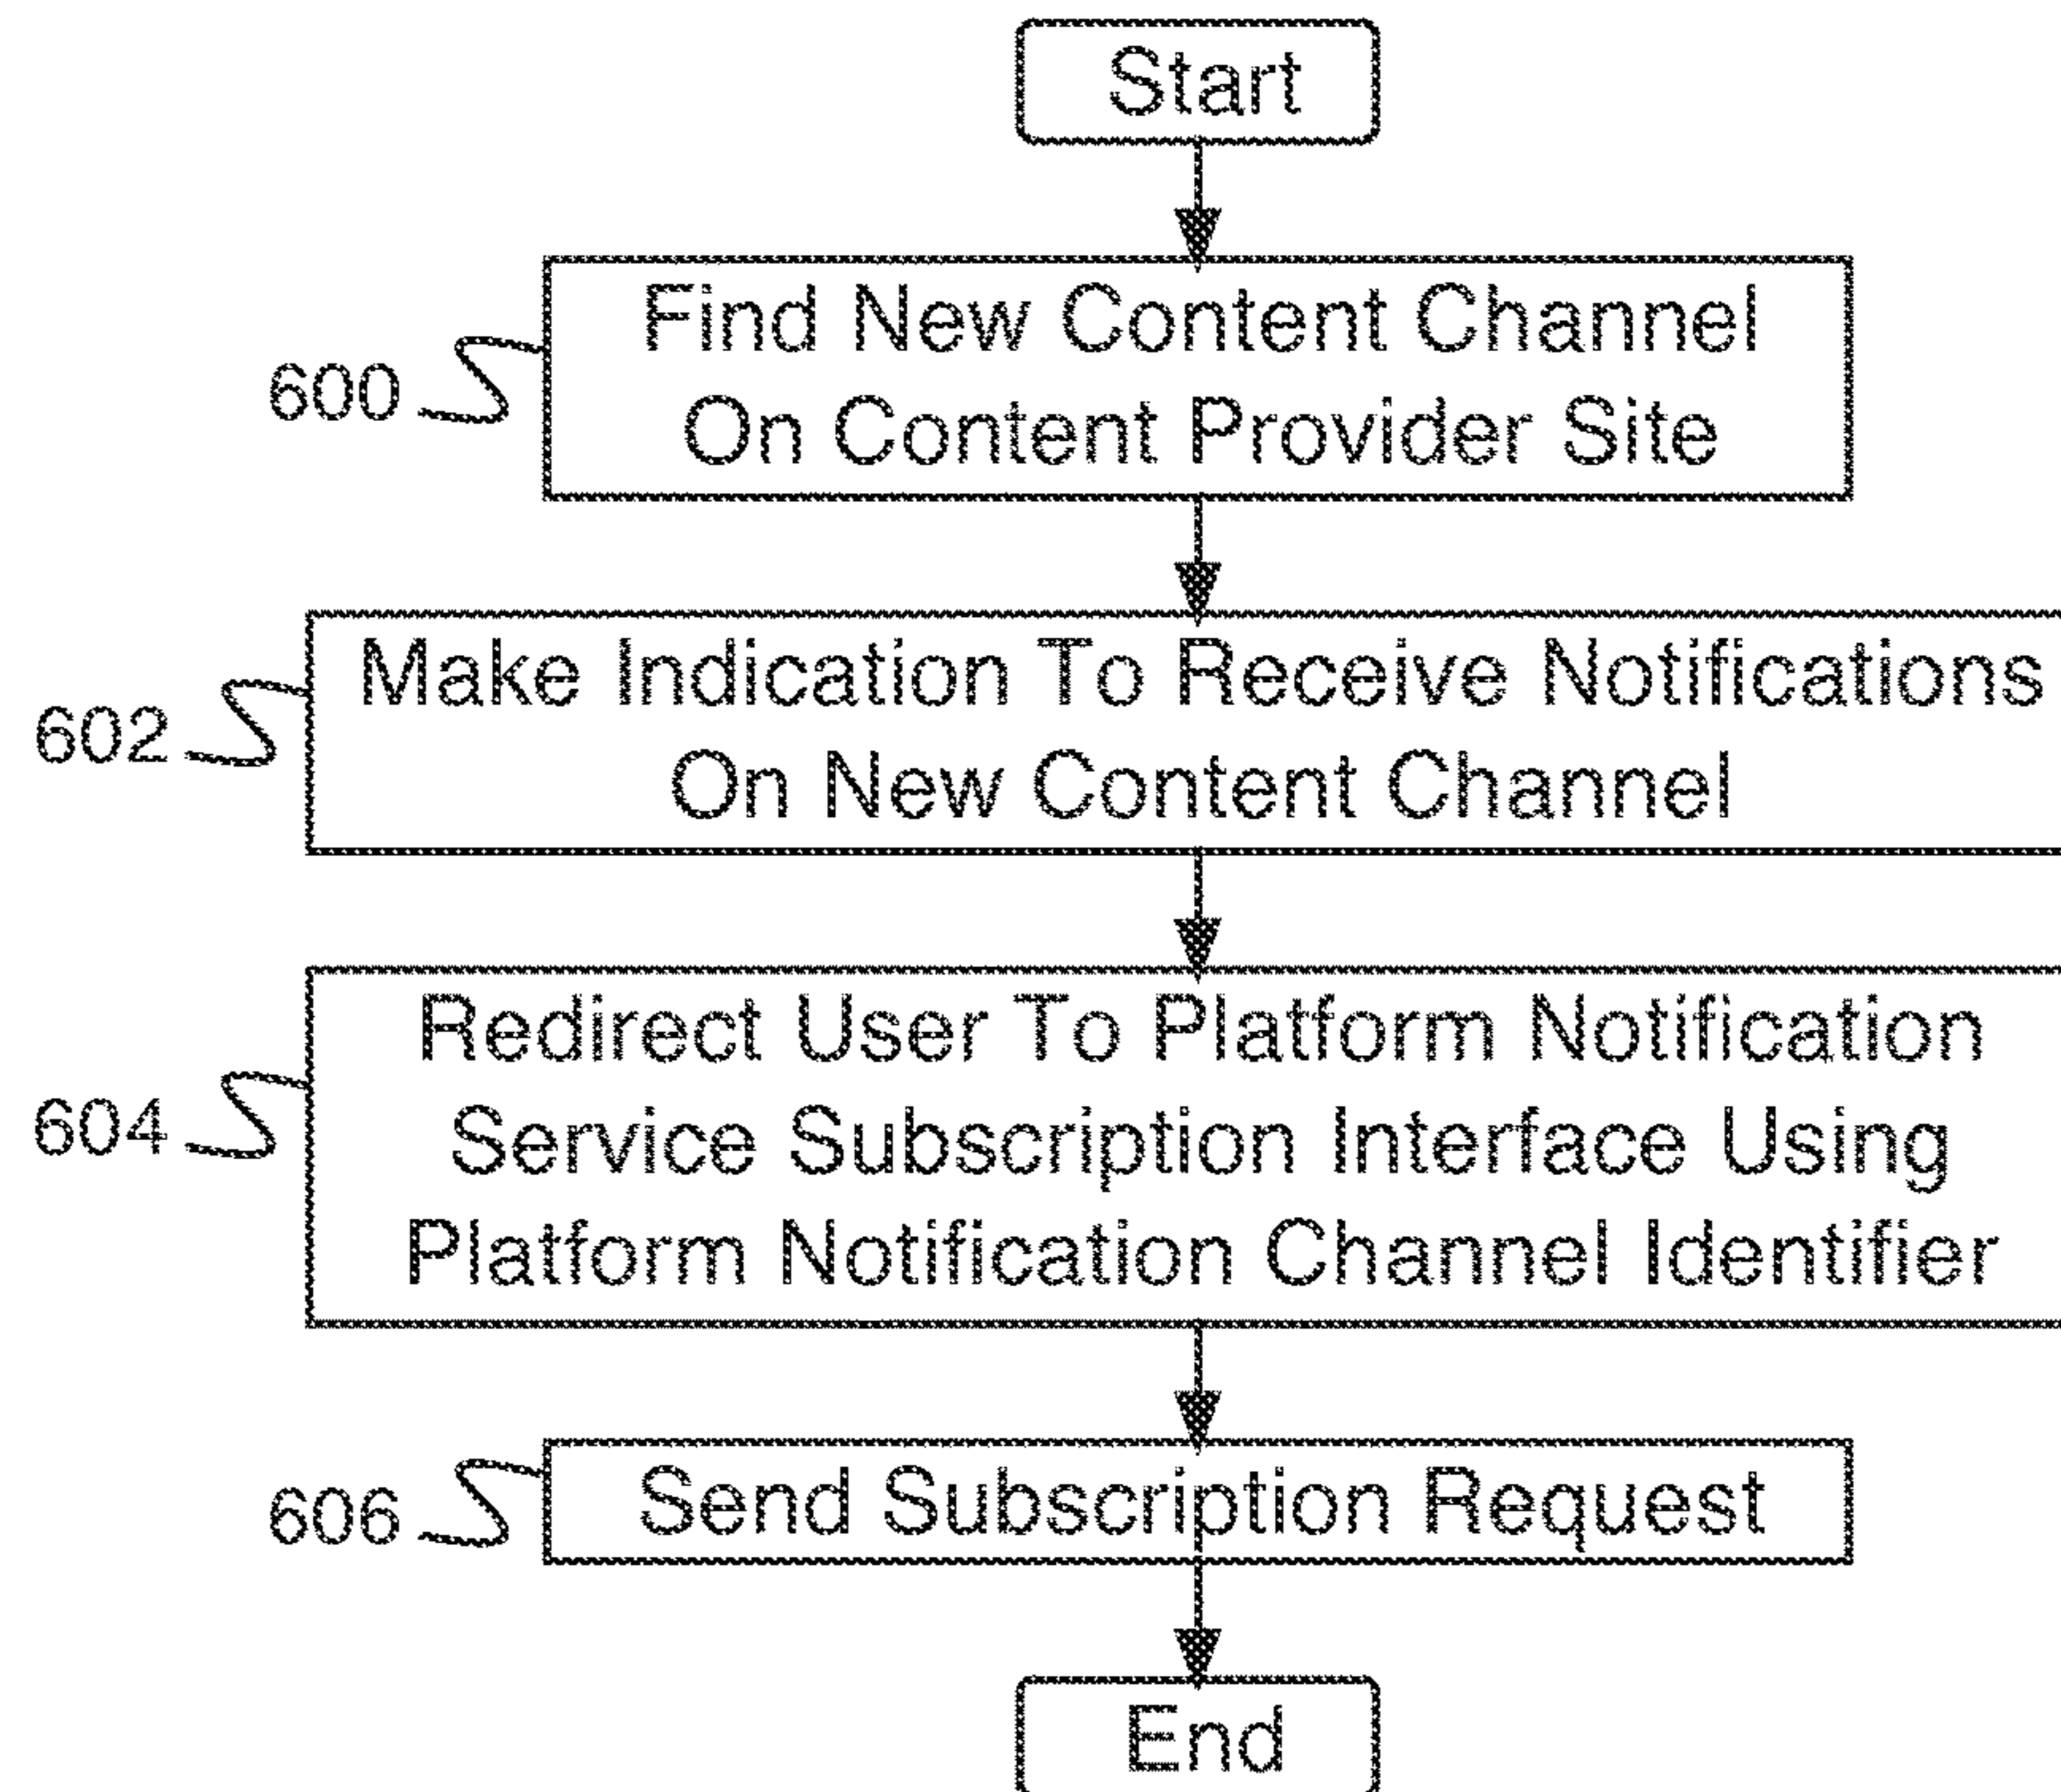 Start
600
Find New Content Channel
On Content Provider Site
602
Make Indication To Receive Notifications
On New Content Channel
604
Redirect User To Platform Notification
Service Subscription Interface Using
Platform Notification Channel Identifier
606
Send Subscription Request
End